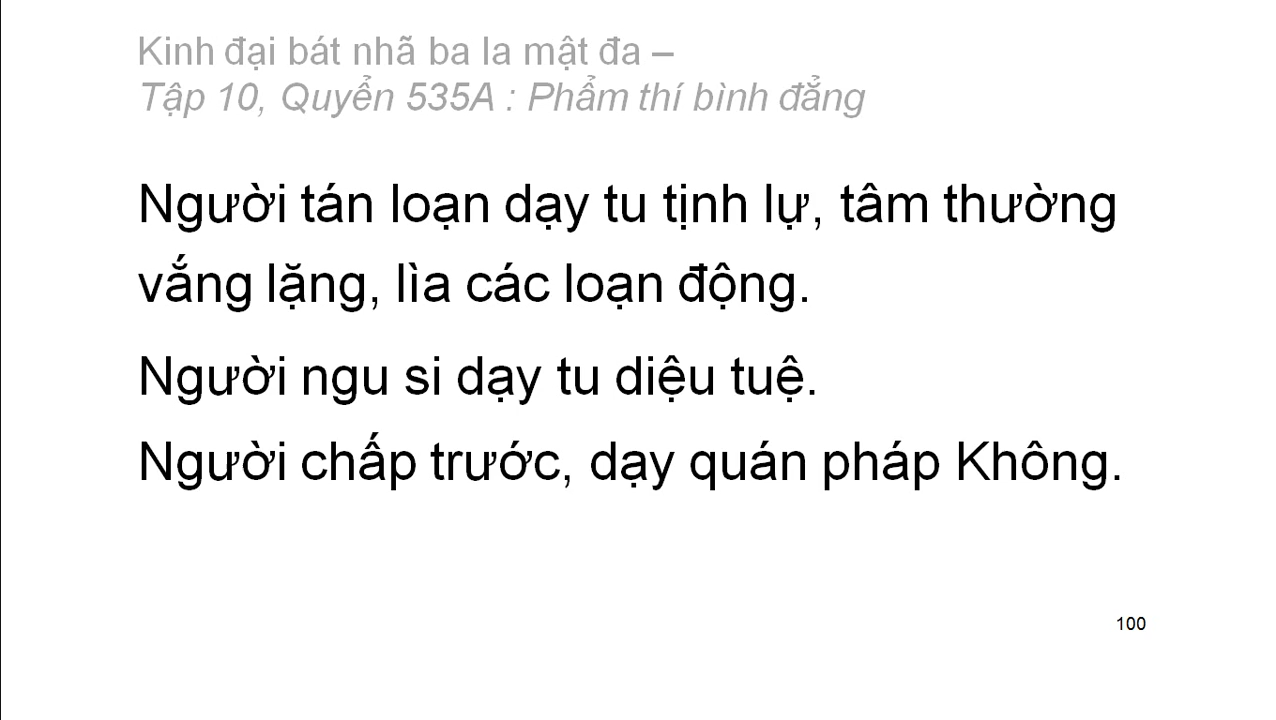 Kinh đại bát nhã ba la mật đa –
Tập 10, Quyển 535A : Phẩm thí bình đẳng
Người tán loạn dạy tu tịnh lự, tâm thường
vắng lặng, lìa các loạn động.
Người ngu si dạy tu diệu tuệ.
Người chấp trước, dạy quán pháp Không.
100